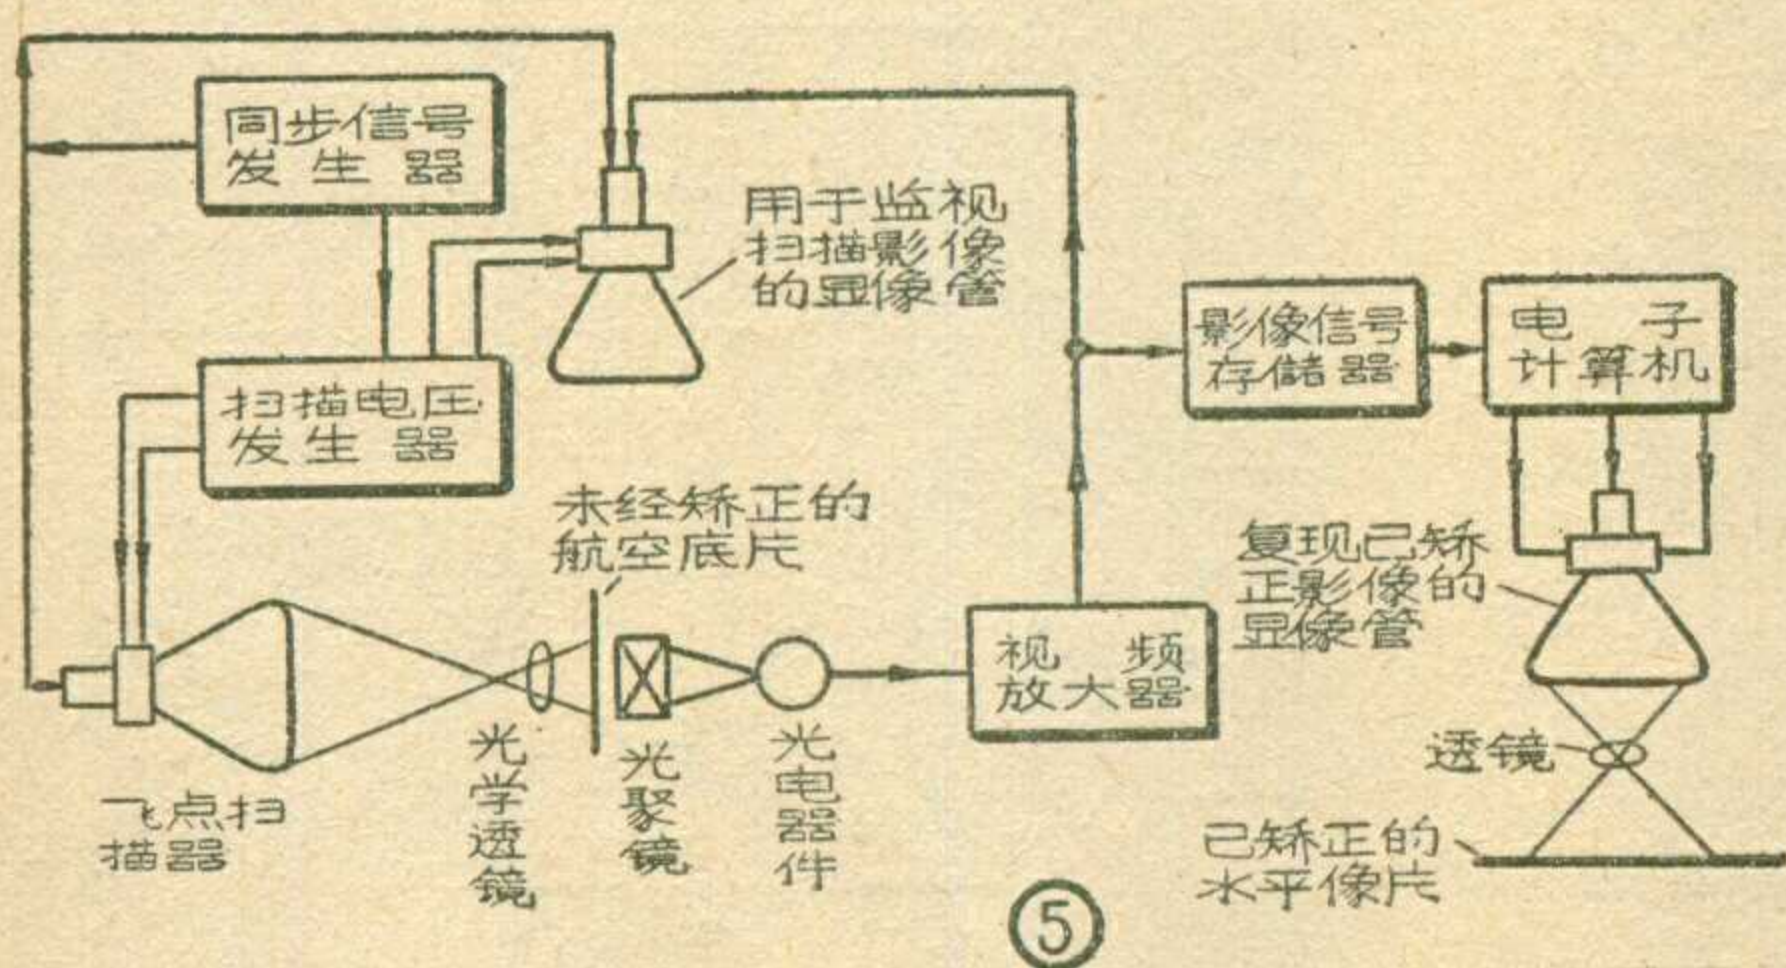 同步信号
发生器
用于监视
扫描影像
的显像管
影像信号
存储器
电子
计算机
扫描电压
发生器
未经矫正的
航空底片
复现已矫
正影像的
显像管
视频
放大器
光学透镜
光聚镜
光电器件
透镜
飞点扫
描器
已矫正的
水平像片
⑤